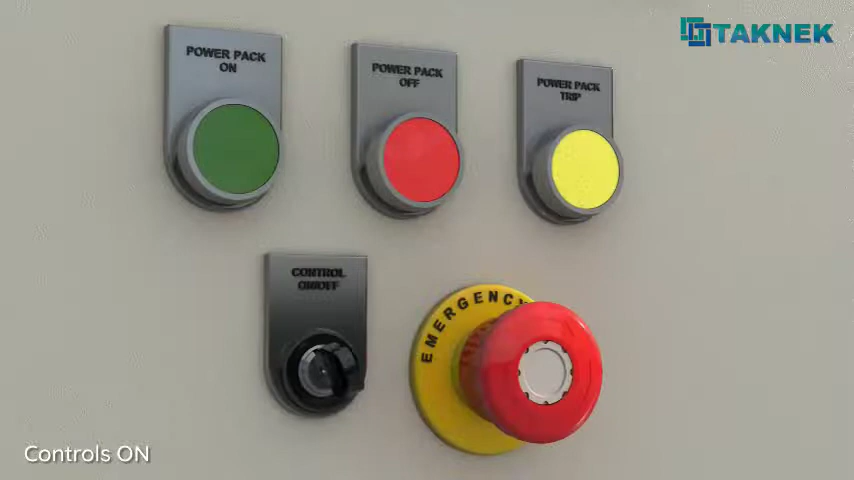 TAKNEK
POWER PACK
ON
POWER PACK
OFF
POWER PACK
TRIP
CONTROL
ON/OFF
EMERGENCY
Controls ON